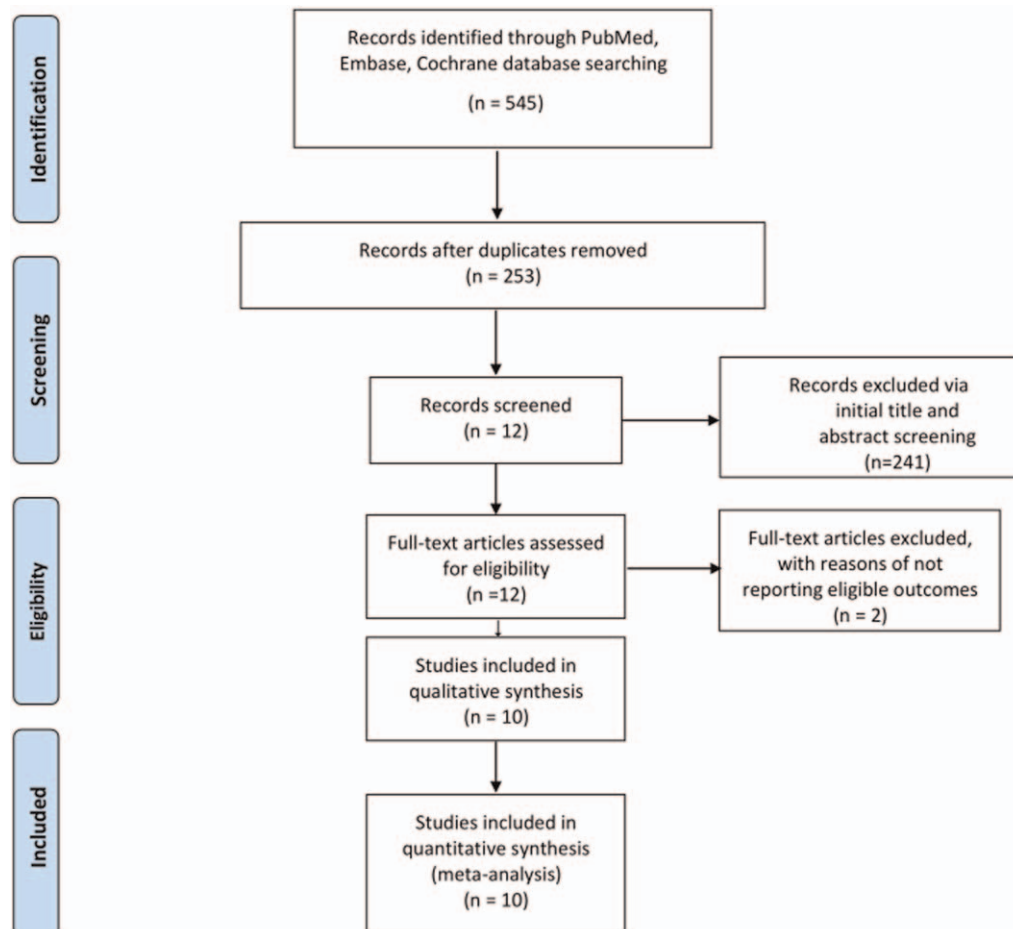 Identification
Records identified through PubMed,
Embase, Cochrane database searching
(n = 545)
Records after duplicates removed
(n = 253)
Screening
Records screened
(n = 12)
Records excluded via
initial title and
abstract screening
(n=241)
Eligibility
Full-text articles assessed
for eligibility
(n =12)
Full-text articles excluded,
with reasons of not
reporting eligible outcomes
(n = 2)
Studies included in
qualitative synthesis
(n = 10)
Included
Studies included in
quantitative synthesis
(meta-analysis)
(n = 10)